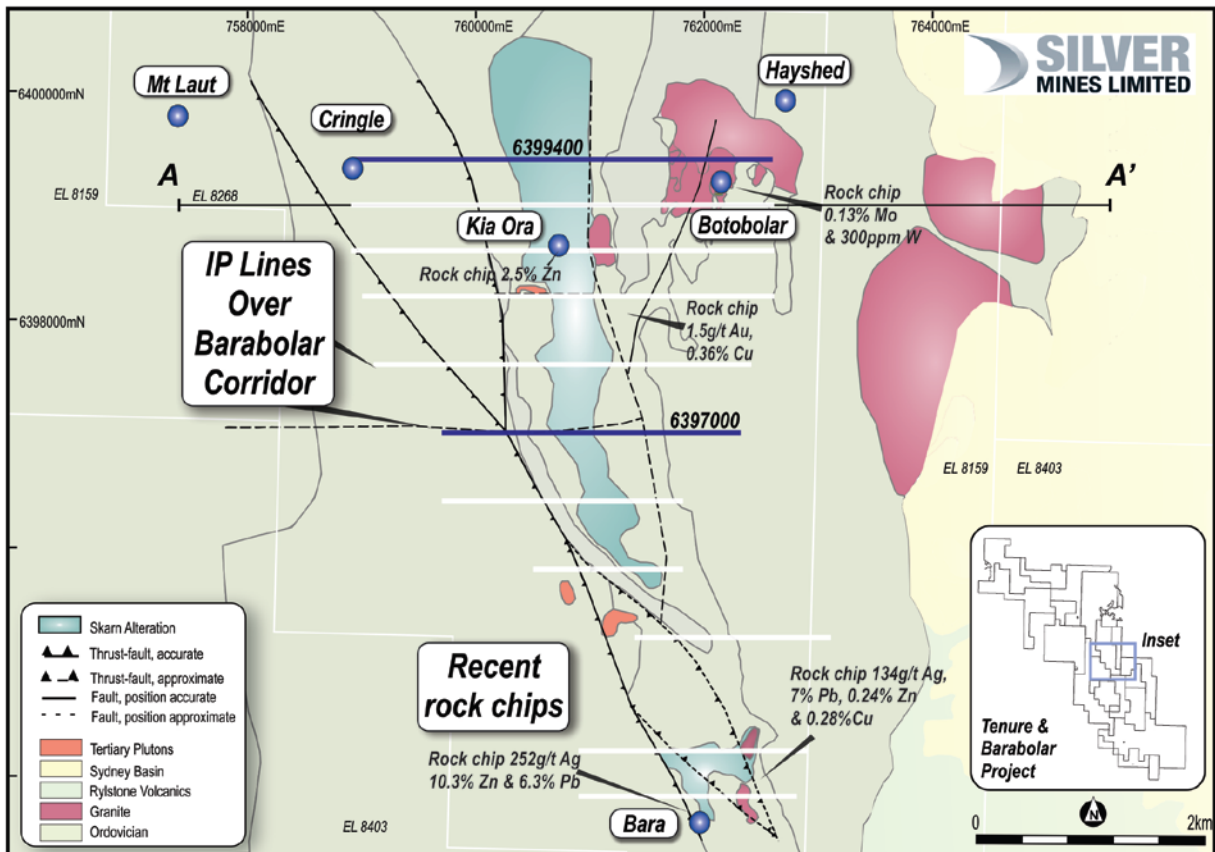 758000mE
760000mE
762000mE
764000mE
SILVER
MINES LIMITED
6400000mN
Mt Laut
Cringle
Hayshed
6399400
EL 8159
A
EL 8268
A'
Rock chip
0.13% Mo
& 300ppm W
Kia Ora
Botobolar
Rock chip 2.5% Zn
IP Lines
Over
Barabolar
Corridor
Rock chip
1.5g/t Au,
0.36% Cu
6398000mN
6397000
EL 8159
EL 8403
Skarn Alteration
Thrust-fault, accurate
Thrust-fault, approximate
Fault, position accurate
Fault, position approximate
Tertiary Plutons
Sydney Basin
Rylstone Volcanics
Granite
Ordovician
Recent
rock chips
Rock chip 134g/t Ag,
7% Pb, 0.24% Zn
& 0.28%Cu
Rock chip 252g/t Ag
10.3% Zn & 6.3% Pb
Bara
EL 8403
Inset
Tenure &
Barabolar
Project
N
0
2km